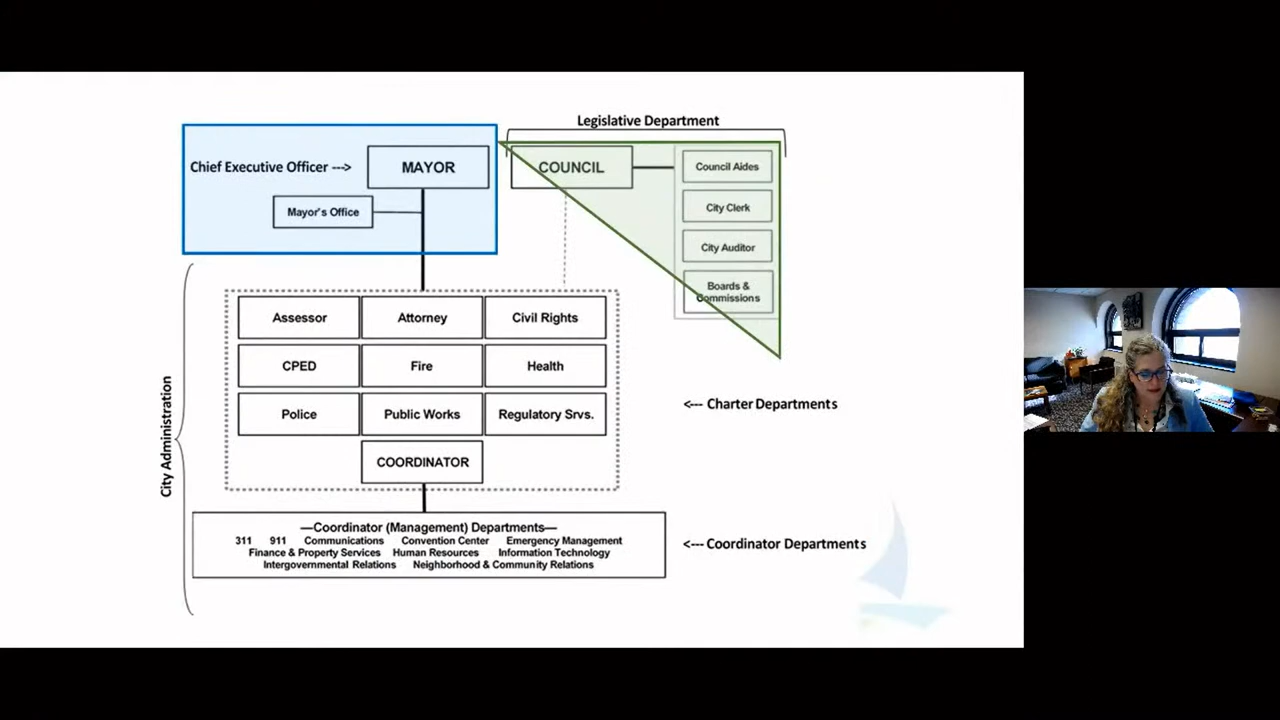 Legislative Department
Chief Executive Officer --->
MAYOR
COUNCIL
Council Aides
Mayor's Office
City Clerk
City Auditor
Boards &
Commissions
City Administration
Assessor
Attorney
Civil Rights
CPED
Fire
Health
Police
Public Works
Regulatory Srvs.
<--- Charter Departments
COORDINATOR
—Coordinator (Management) Departments—
311 911 Communications Convention Center Emergency Management
Finance & Property Services Human Resources Information Technology
Intergovernmental Relations Neighborhood & Community Relations
<--- Coordinator Departments